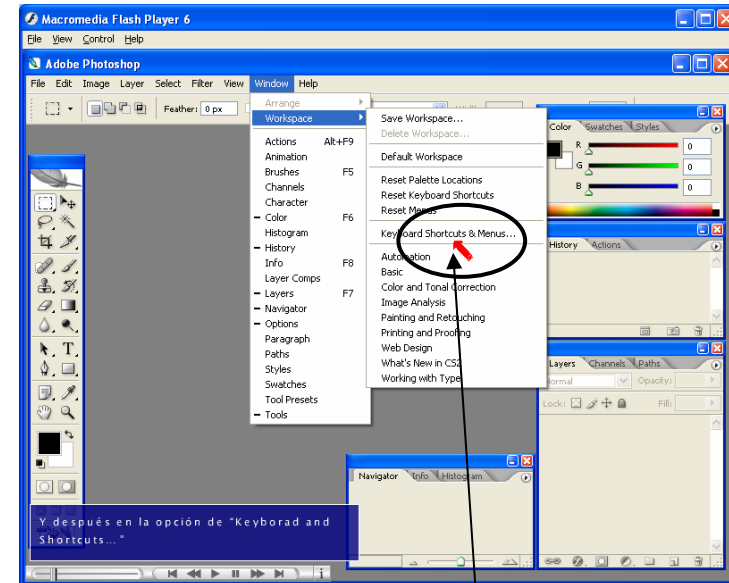 Macromedia Flash Player 6
File View Control Help
Adobe Photoshop
File Edit Image Layer Select Filter View Window Help
Feather: 0 px
Arrange
Workspace
Actions Alt+F9
Animation
Brushes F5
Channels
Character
Color F6
Histogram
History
Info F8
Layer Comps
Layers F7
Navigator
Options
Paragraph
Paths
Styles
Swatches
Tool Presets
Tools
Save Workspace...
Delete Workspace...
Default Workspace
Reset Palette Locations
Reset Keyboard Shortcuts
Reset Menus
Keyboard Shortcuts & Menus...
Automation
Basic
Color and Tonal Correction
Image Analysis
Painting and Retouching
Printing and Proofing
Web Design
What's New in CS2
Working with Type
Color Swatches Styles
R 0
G 0
B 0
History Actions
Layers Channels Paths
Normal Opacity:
Lock: Fill:
Navigator Info Histogram
Y después en la opción de "Keyborad and
Shortcuts..."
i